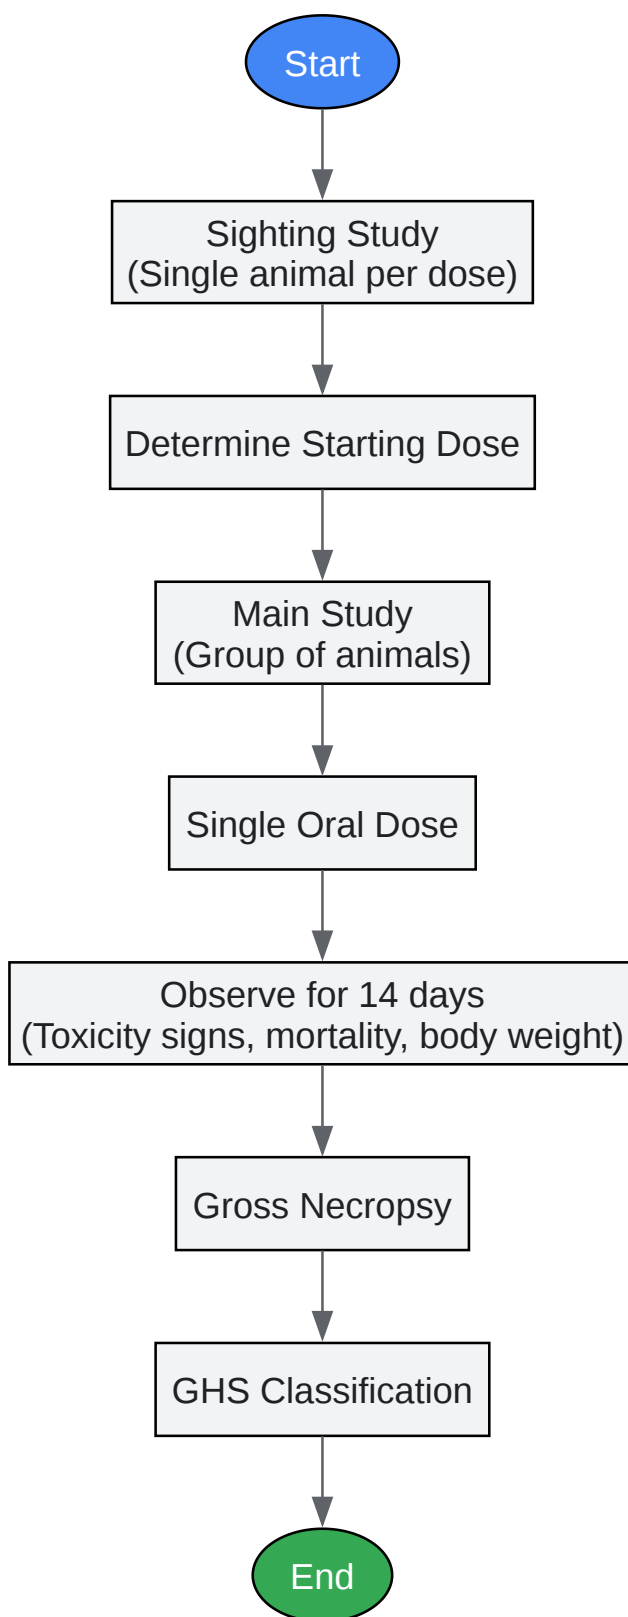 Start
Sighting Study
(Single animal per dose)
Determine Starting Dose
Main Study
(Group of animals)
Single Oral Dose
Observe for 14 days
(Toxicity signs, mortality, body weight)
Gross Necropsy
GHS Classification
End